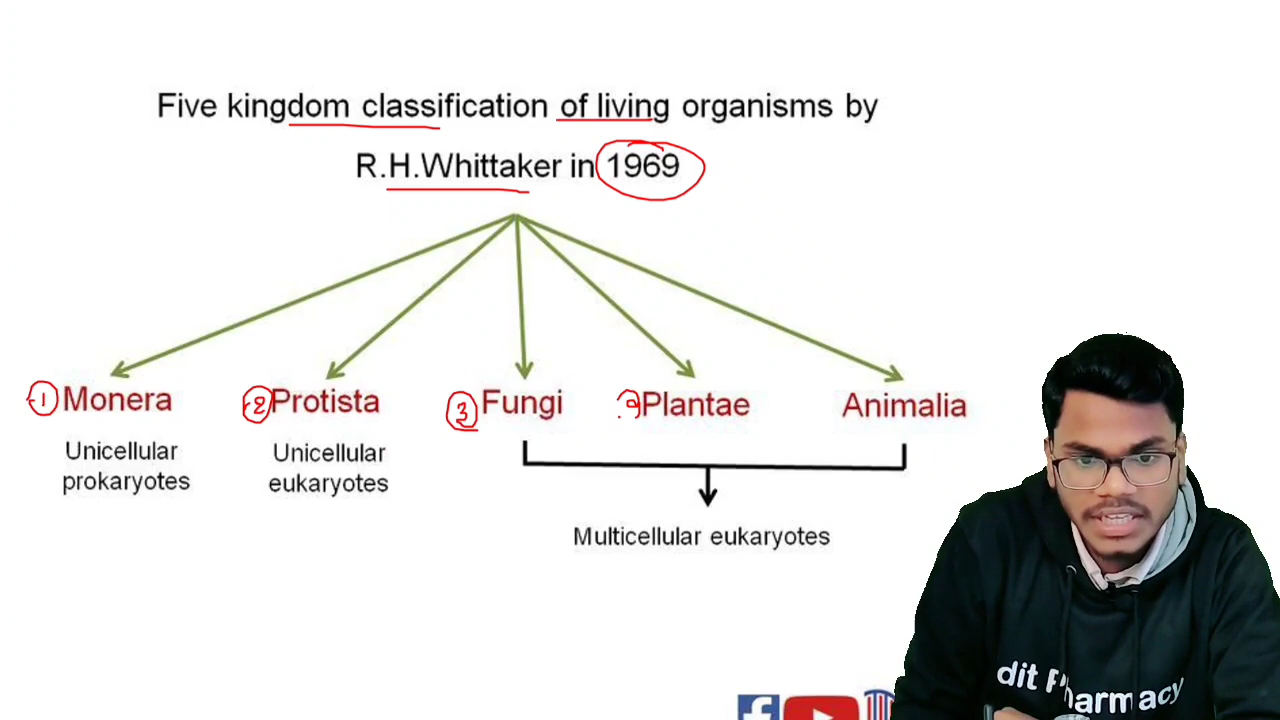 Five kingdom classification of living organisms by
R.H.Whittaker in 1969
1 Monera
2 Protista
3 Fungi
Plantae
Animalia
Unicellular
prokaryotes
Unicellular
eukaryotes
Multicellular eukaryotes
dit Pharmacy